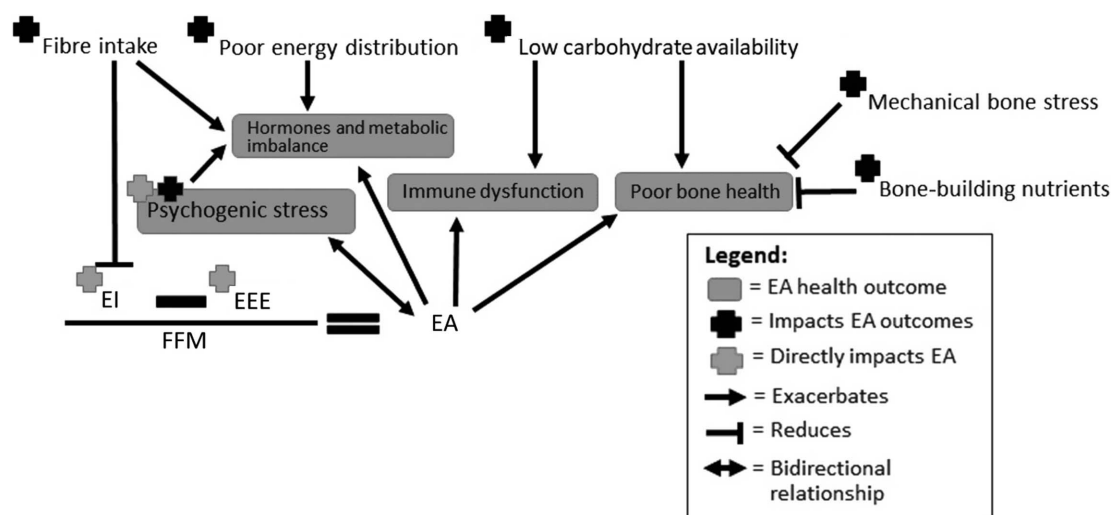 Fibre intake
Poor energy distribution
Low carbohydrate availability
Mechanical bone stress
Hormones and metabolic
imbalance
Immune dysfunction
Poor bone health
Bone-building nutrients
Psychogenic stress
EI
EEE
FFM
EA
Legend:
= EA health outcome
= Impacts EA outcomes
= Directly impacts EA
= Exacerbates
= Reduces
= Bidirectional
relationship